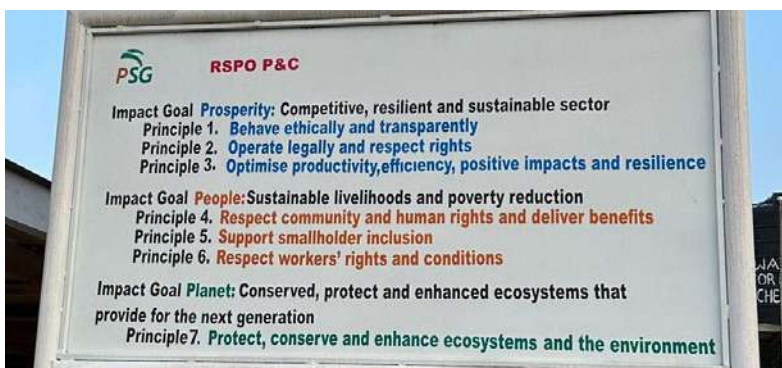 PSG
RSPO P&C
Impact Goal Prosperity: Competitive, resilient and sustainable sector
Principle 1. Behave ethically and transparently
Principle 2. Operate legally and respect rights
Principle 3. Optimise productivity,efficiency, positive impacts and resilience
Impact Goal People:Sustainable livelihoods and poverty reduction
Principle 4. Respect community and human rights and deliver benefits
Principle 5. Support smallholder inclusion
Principle 6. Respect workers' rights and conditions
Impact Goal Planet: Conserved, protect and enhanced ecosystems that
provide for the next generation
Principle7. Protect, conserve and enhance ecosystems and the environment
OR